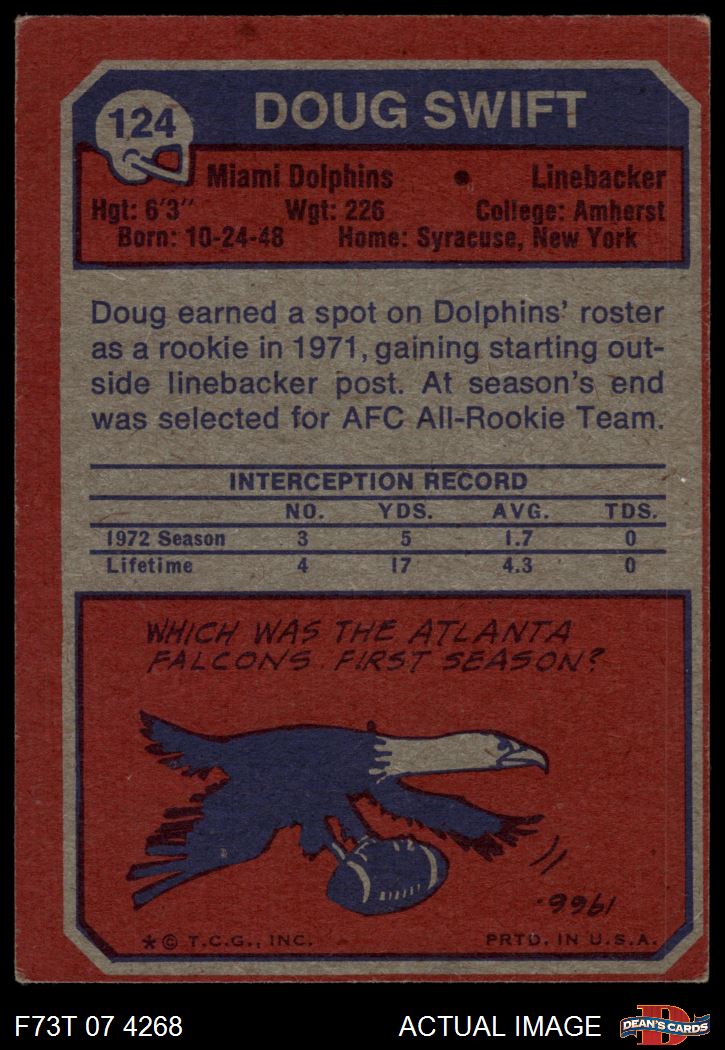 124
DOUG SWIFT
Miami Dolphins • Linebacker
Hgt: 6'3" Wgt: 226 College: Amherst
Born: 10-24-48 Home: Syracuse, New York
Doug earned a spot on Dolphins' roster
as a rookie in 1971, gaining starting out-
side linebacker post. At season's end
was selected for AFC All-Rookie Team.
INTERCEPTION RECORD
NO. YDS. AVG. TDS.
1972 Season 3 5 1.7 0
Lifetime 4 17 4.3 0
WHICH WAS THE ATLANTA
FALCONS FIRST SEASON?
1966.
* © T.C.G., INC. PRTD. IN U.S.A.
F73T 07 4268 ACTUAL IMAGE
D
DEAN'S CARDS